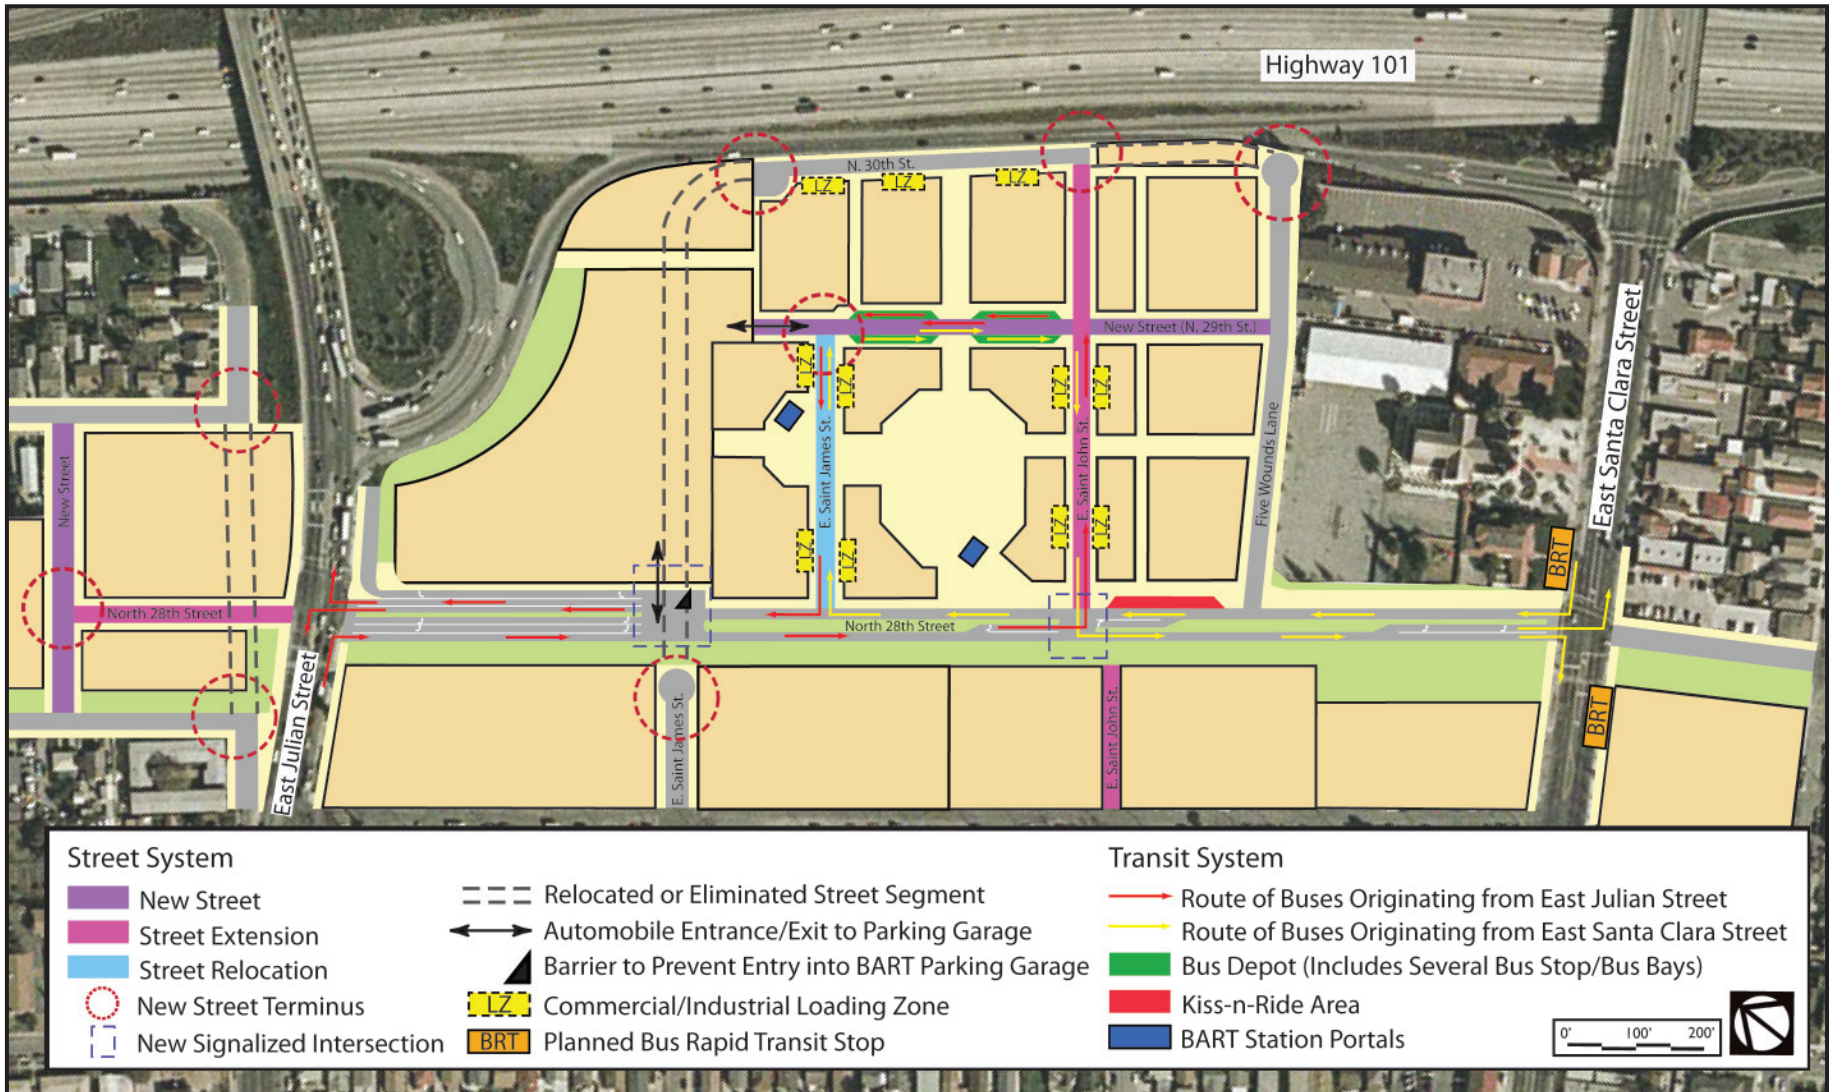 Highway 101
N. 30th St.
LZ
LZ
LZ
New Street (N. 29th St.)
LZ
LZ
LZ
LZ
E. Saint James St.
E. Saint John St.
Five Wounds Lane
East Santa Clara Street
New Street
LZ
LZ
LZ
LZ
BRT
North 28th Street
North 28th Street
East Julian Street
E. Saint James St.
E. Saint John St.
BRT
Street System
New Street
Street Extension
Street Relocation
New Street Terminus
New Signalized Intersection
Relocated or Eliminated Street Segment
Automobile Entrance/Exit to Parking Garage
Barrier to Prevent Entry into BART Parking Garage
LZ Commercial/Industrial Loading Zone
BRT Planned Bus Rapid Transit Stop
Transit System
Route of Buses Originating from East Julian Street
Route of Buses Originating from East Santa Clara Street
Bus Depot (Includes Several Bus Stop/Bus Bays)
Kiss-n-Ride Area
BART Station Portals
0' 100' 200'